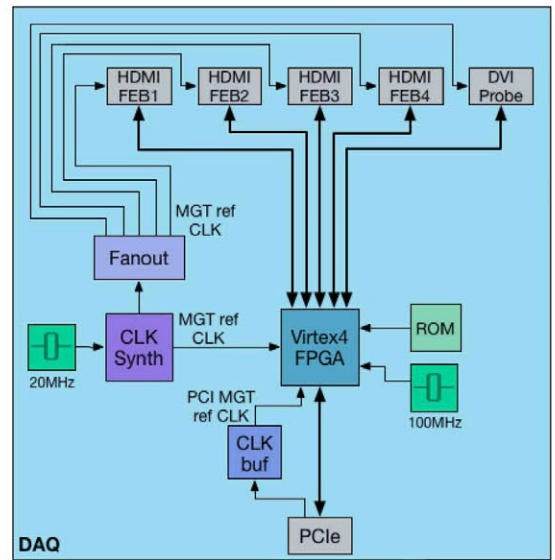 HDMI
FEB1
HDMI
FEB2
HDMI
FEB3
HDMI
FEB4
DVI
Probe
MGT ref
CLK
Fanout
CLK
Synth
MGT ref
CLK
Virtex4
FPGA
ROM
20MHz
100MHz
PCI MGT
ref CLK
CLK
buf
PCIe
DAQ